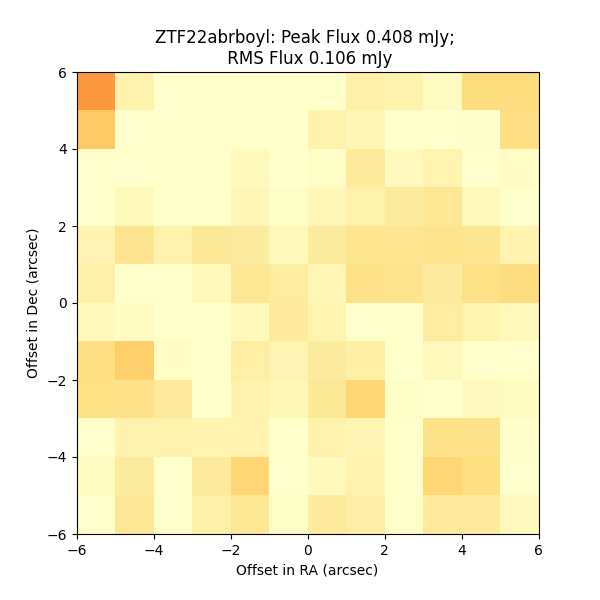 ZTF22abrboyl: Peak Flux 0.408 mJy;
RMS Flux 0.106 mJy
6
4
2
0
−2
−4
−6
Offset in Dec (arcsec)
−6 −4 −2 0 2 4 6
Offset in RA (arcsec)